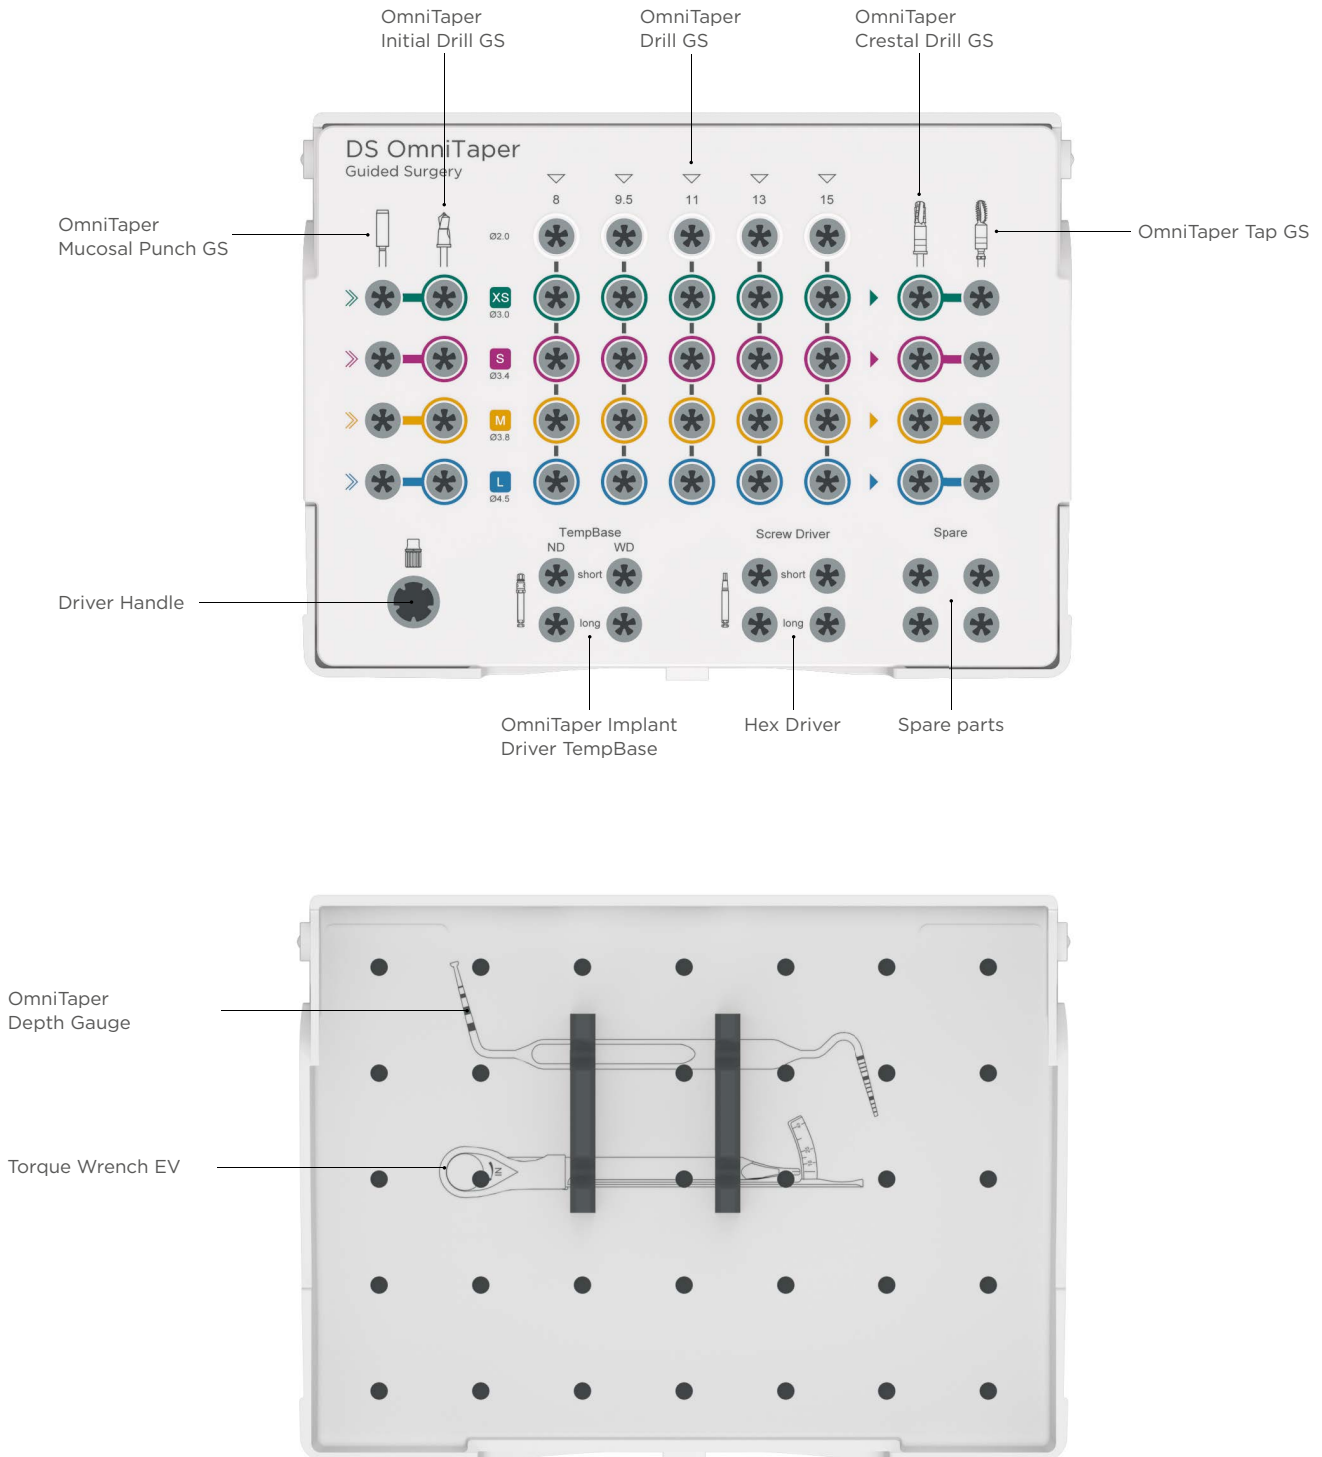 OmniTaper
Initial Drill GS
OmniTaper
Drill GS
OmniTaper
Crestal Drill GS
DS OmniTaper
Guided Surgery
8 9.5 11 13 15
OmniTaper
Mucosal Punch GS
Ø2.0
OmniTaper Tap GS
XS
Ø3.0
S
Ø3.4
M
Ø3.8
L
Ø4.5
TempBase
ND WD
short
long
Screw Driver
short
long
Spare
Driver Handle
OmniTaper Implant
Driver TempBase
Hex Driver
Spare parts
OmniTaper
Depth Gauge
Torque Wrench EV
IN